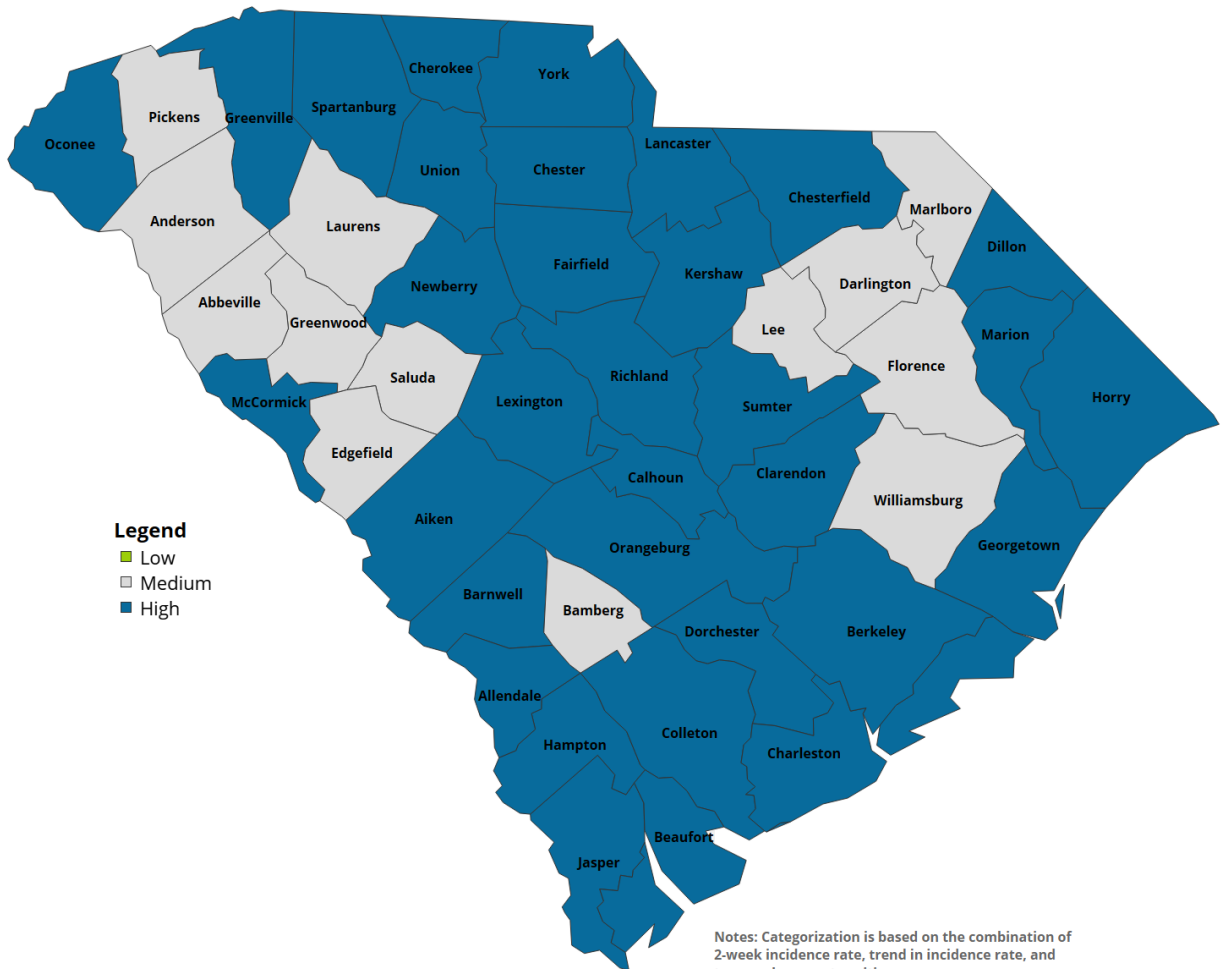 Cherokee
York
Spartanburg
Pickens
Greenville
Oconee
Lancaster
Union
Chester
Chesterfield
Marlboro
Anderson
Laurens
Dillon
Fairfield
Kershaw
Newberry
Darlington
Abbeville
Greenwood
Lee
Marion
Florence
Saluda
Richland
Horry
McCormick
Lexington
Sumter
Edgefield
Calhoun
Clarendon
Williamsburg
Aiken
Georgetown
Orangeburg
Legend
Low
Medium
High
Barnwell
Bamberg
Dorchester
Berkeley
Allendale
Colleton
Hampton
Charleston
Beaufort
Jasper
Notes: Categorization is based on the combination of
2-week incidence rate, trend in incidence rate, and